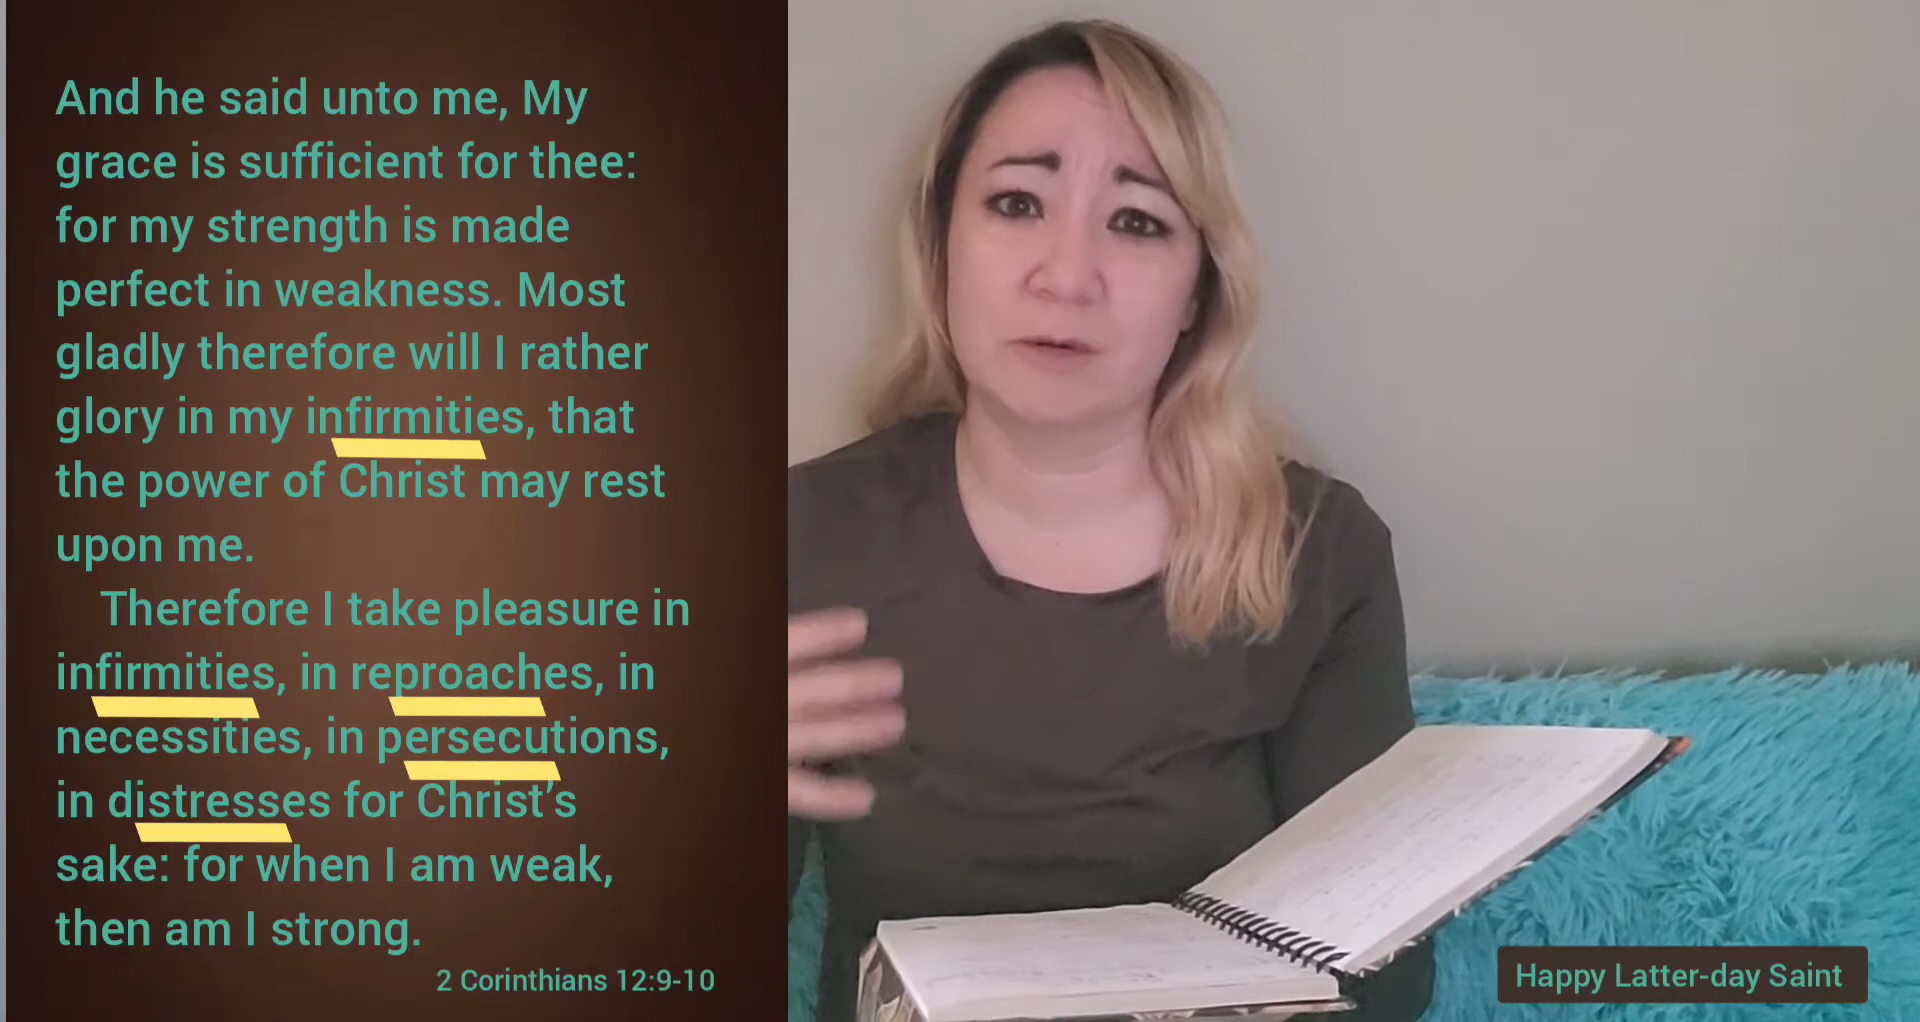 And he said unto me, My
grace is sufficient for thee:
for my strength is made
perfect in weakness. Most
gladly therefore will I rather
glory in my infirmities, that
the power of Christ may rest
upon me.
Therefore I take pleasure in
infirmities, in reproaches, in
necessities, in persecutions,
in distresses for Christ’s
sake: for when I am weak,
then am I strong.
2 Corinthians 12:9-10
Happy Latter-day Saint